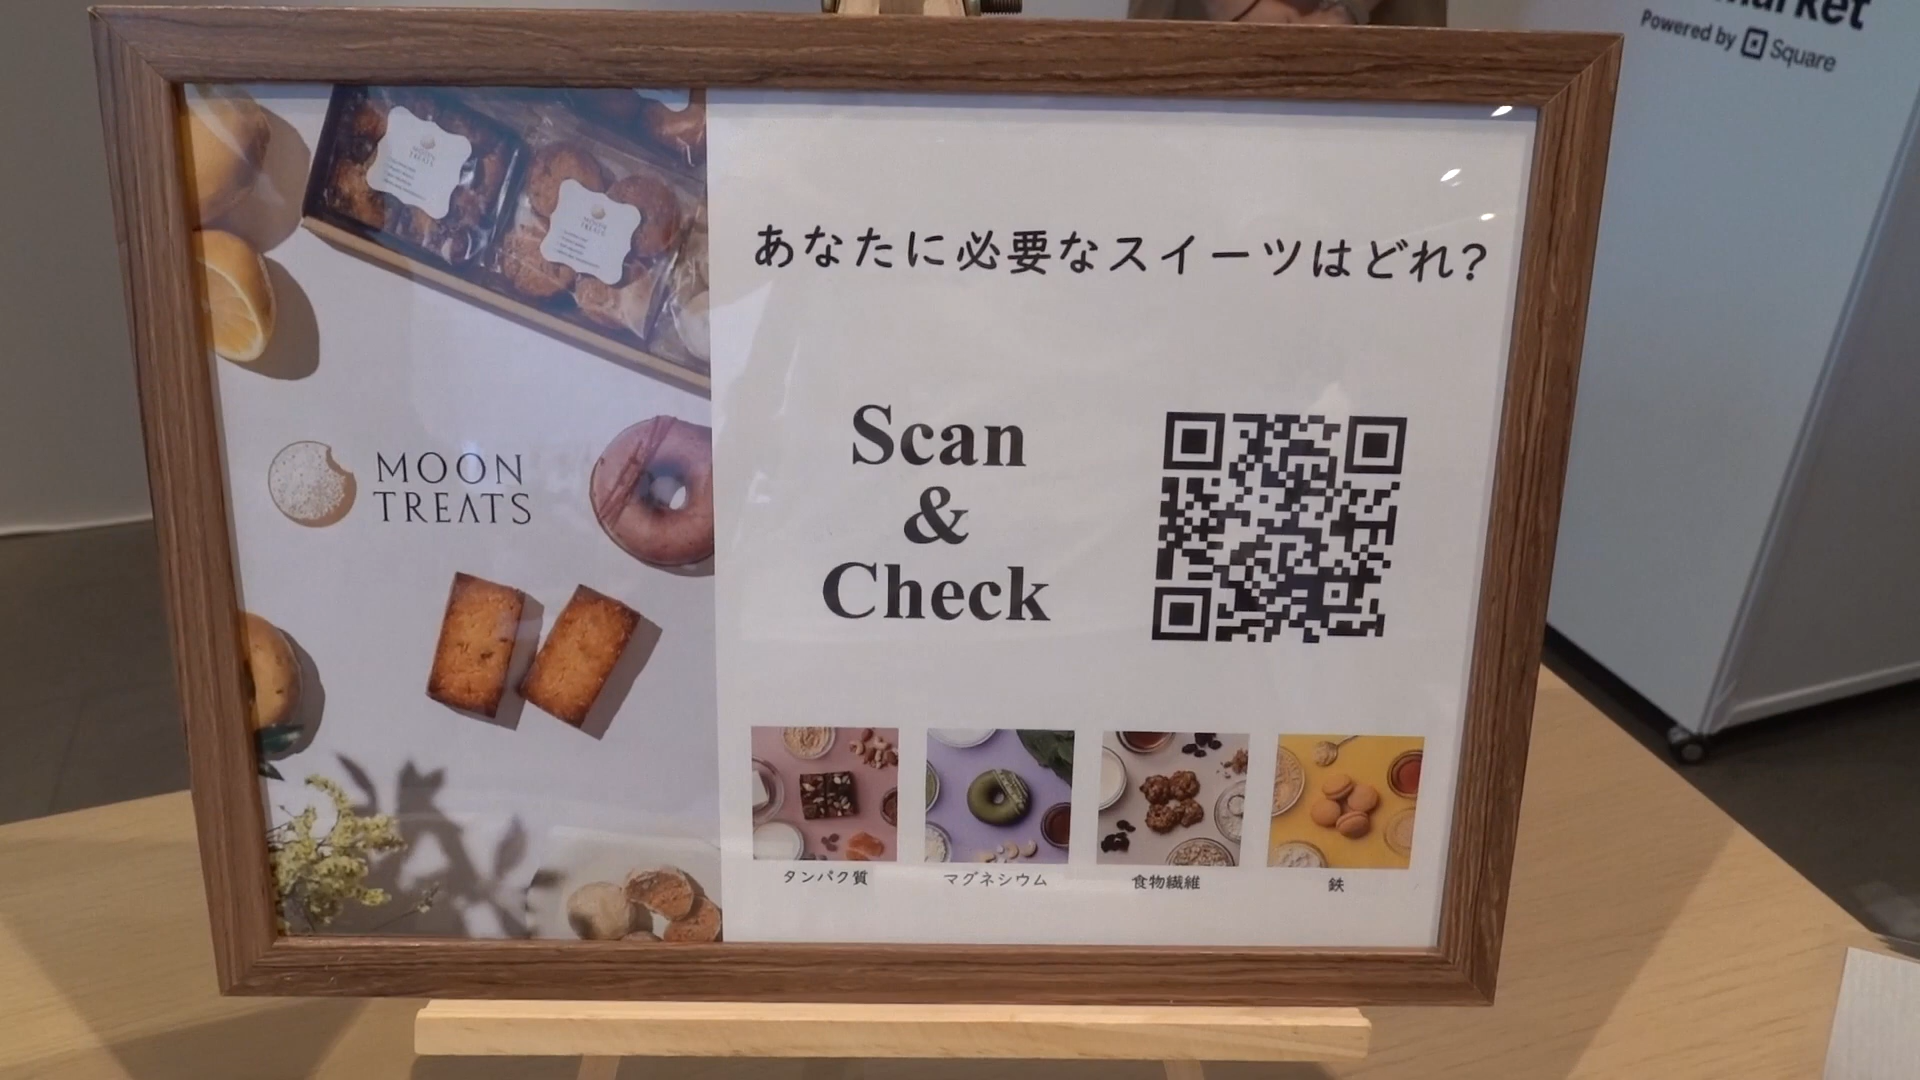 Powered by Square
あなたに必要なスイーツはどれ?
MOON
TREATS
Scan
&
Check
タンパク質
マグネシウム
食物繊維
鉄